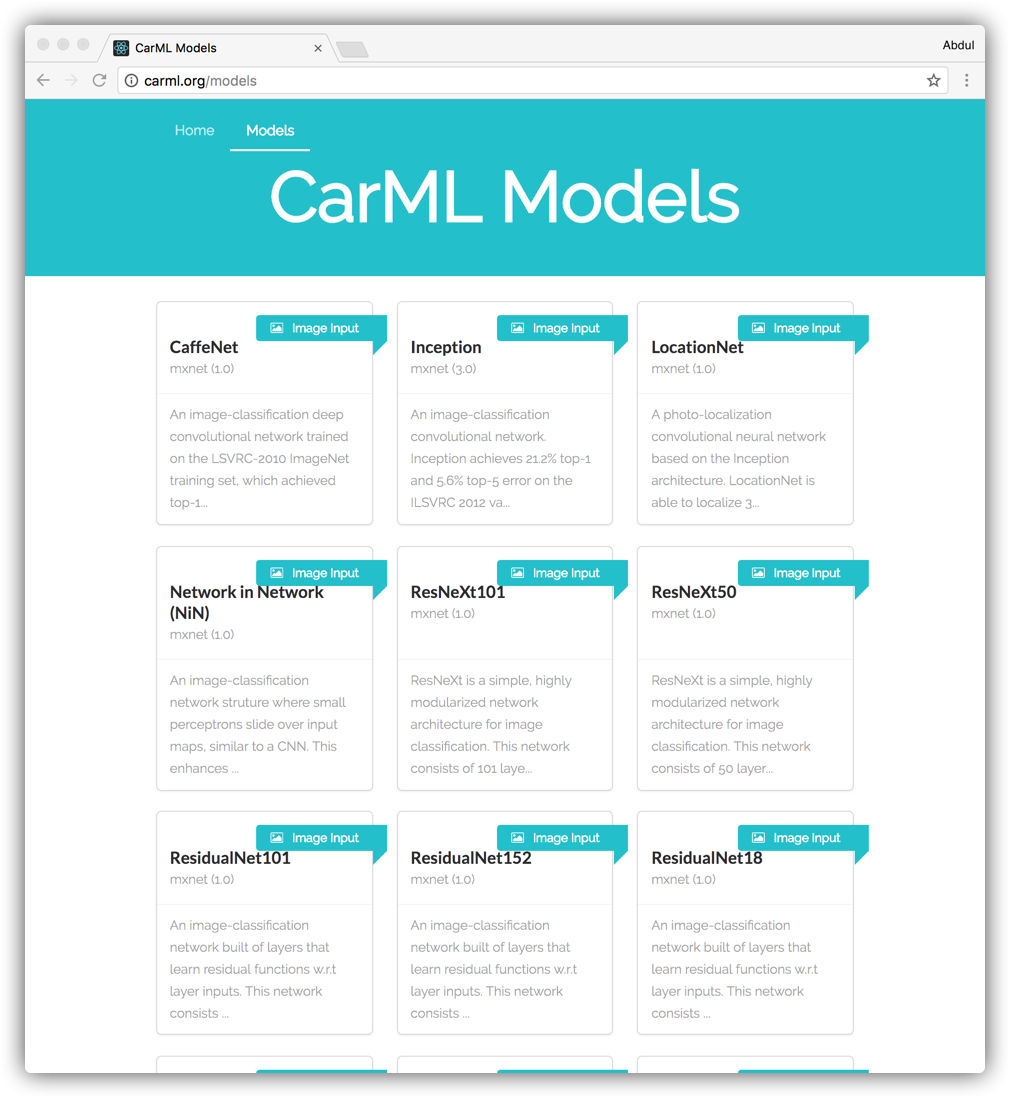 CarML Models
Abdul
carml.org/models
Home
Models
CarML Models
Image Input
CaffeNet
mxnet (1.0)
An image-classification deep
convolutional network trained
on the LSVRC-2010 ImageNet
training set, which achieved
top-1...
Image Input
Inception
mxnet (3.0)
An image-classification
convolutional network.
Inception achieves 21.2% top-1
and 5.6% top-5 error on the
ILSVRC 2012 va...
Image Input
LocationNet
mxnet (1.0)
A photo-localization
convolutional neural network
based on the Inception
architecture. LocationNet is
able to localize 3...
Image Input
Network in Network
(NiN)
mxnet (1.0)
An image-classification
network struture where small
perceptrons slide over input
maps, similar to a CNN. This
enhances ...
Image Input
ResNeXt101
mxnet (1.0)
ResNeXt is a simple, highly
modularized network
architecture for image
classification. This network
consists of 101 laye...
Image Input
ResNeXt50
mxnet (1.0)
ResNeXt is a simple, highly
modularized network
architecture for image
classification. This network
consists of 50 layer...
Image Input
ResidualNet101
mxnet (1.0)
An image-classification
network built of layers that
learn residual functions w.r.t
layer inputs. This network
consists ...
Image Input
ResidualNet152
mxnet (1.0)
An image-classification
network built of layers that
learn residual functions w.r.t
layer inputs. This network
consists ...
Image Input
ResidualNet18
mxnet (1.0)
An image-classification
network built of layers that
learn residual functions w.r.t
layer inputs. This network
consists ...